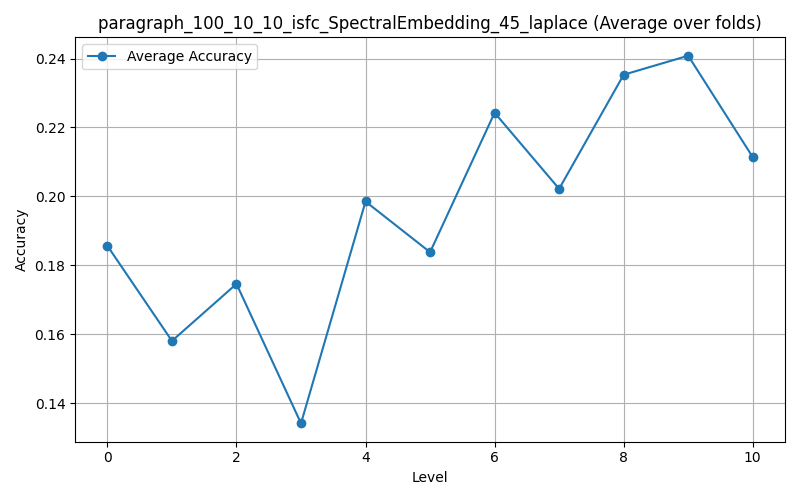 paragraph_100_10_10_isfc_SpectralEmbedding_45_laplace (Average over folds)
Average Accuracy
0.24
0.22
0.20
0.18
0.16
0.14
Accuracy
0 2 4 6 8 10
Level